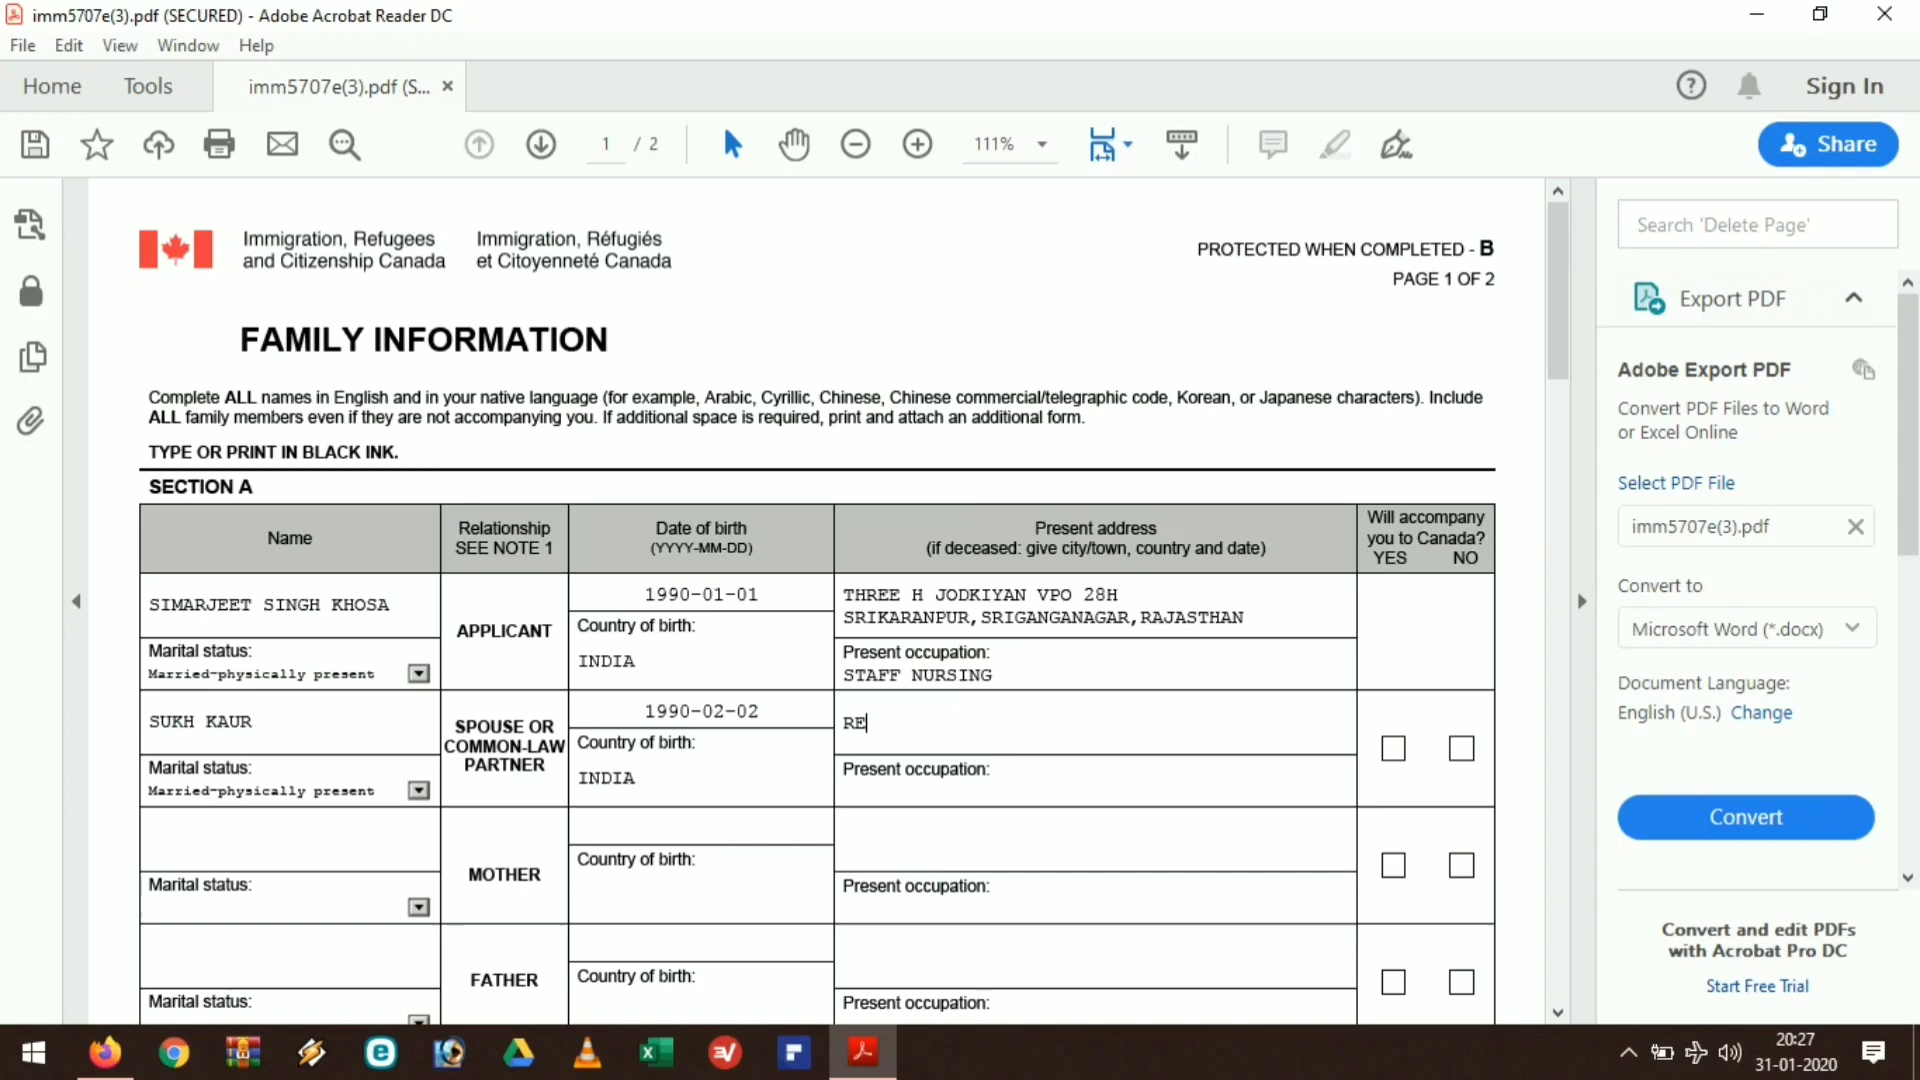 imm5707e(3).pdf (SECURED) - Adobe Acrobat Reader DC
File Edit View Window Help
Home Tools imm5707e(3).pdf (S... Sign In
1 / 2 111% Share
Immigration, Refugees
and Citizenship Canada
Immigration, Réfugiés
et Citoyenneté Canada
PROTECTED WHEN COMPLETED - B
PAGE 1 OF 2
FAMILY INFORMATION
Complete ALL names in English and in your native language (for example, Arabic, Cyrillic, Chinese, Chinese commercial/telegraphic code, Korean, or Japanese characters). Include
ALL family members even if they are not accompanying you. If additional space is required, print and attach an additional form.
TYPE OR PRINT IN BLACK INK.
SECTION A
Name
Relationship
SEE NOTE 1
Date of birth
(YYYY-MM-DD)
Present address
(if deceased: give city/town, country and date)
Will accompany
you to Canada?
YES NO
SIMARJEET SINGH KHOSA
Marital status:
Married-physically present
APPLICANT
1990-01-01
Country of birth:
INDIA
THREE H JODKIYAN VPO 28H
SRIKARANPUR,SRIGANGANAGAR,RAJASTHAN
Present occupation:
STAFF NURSING
SUKH KAUR
Marital status:
Married-physically present
SPOUSE OR
COMMON-LAW
PARTNER
1990-02-02
Country of birth:
INDIA
RE
Present occupation:
Marital status:
MOTHER
Country of birth:
Present occupation:
Marital status:
FATHER
Country of birth:
Present occupation:
Search 'Delete Page'
Export PDF
Adobe Export PDF
Convert PDF Files to Word
or Excel Online
Select PDF File
imm5707e(3).pdf
Convert to
Microsoft Word (*.docx)
Document Language:
English (U.S.) Change
Convert
Convert and edit PDFs
with Acrobat Pro DC
Start Free Trial
20:27
31-01-2020